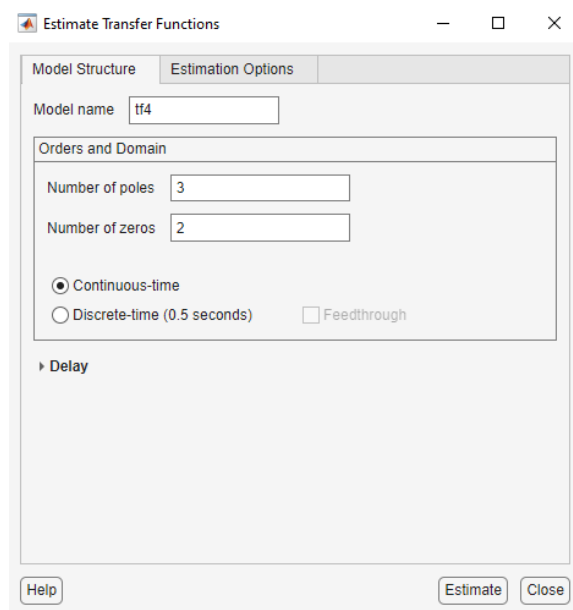 Estimate Transfer Functions
Model Structure Estimation Options
Model name tf4
Orders and Domain
Number of poles 3
Number of zeros 2
Continuous-time
Discrete-time (0.5 seconds) Feedthrough
Delay
Help Estimate Close